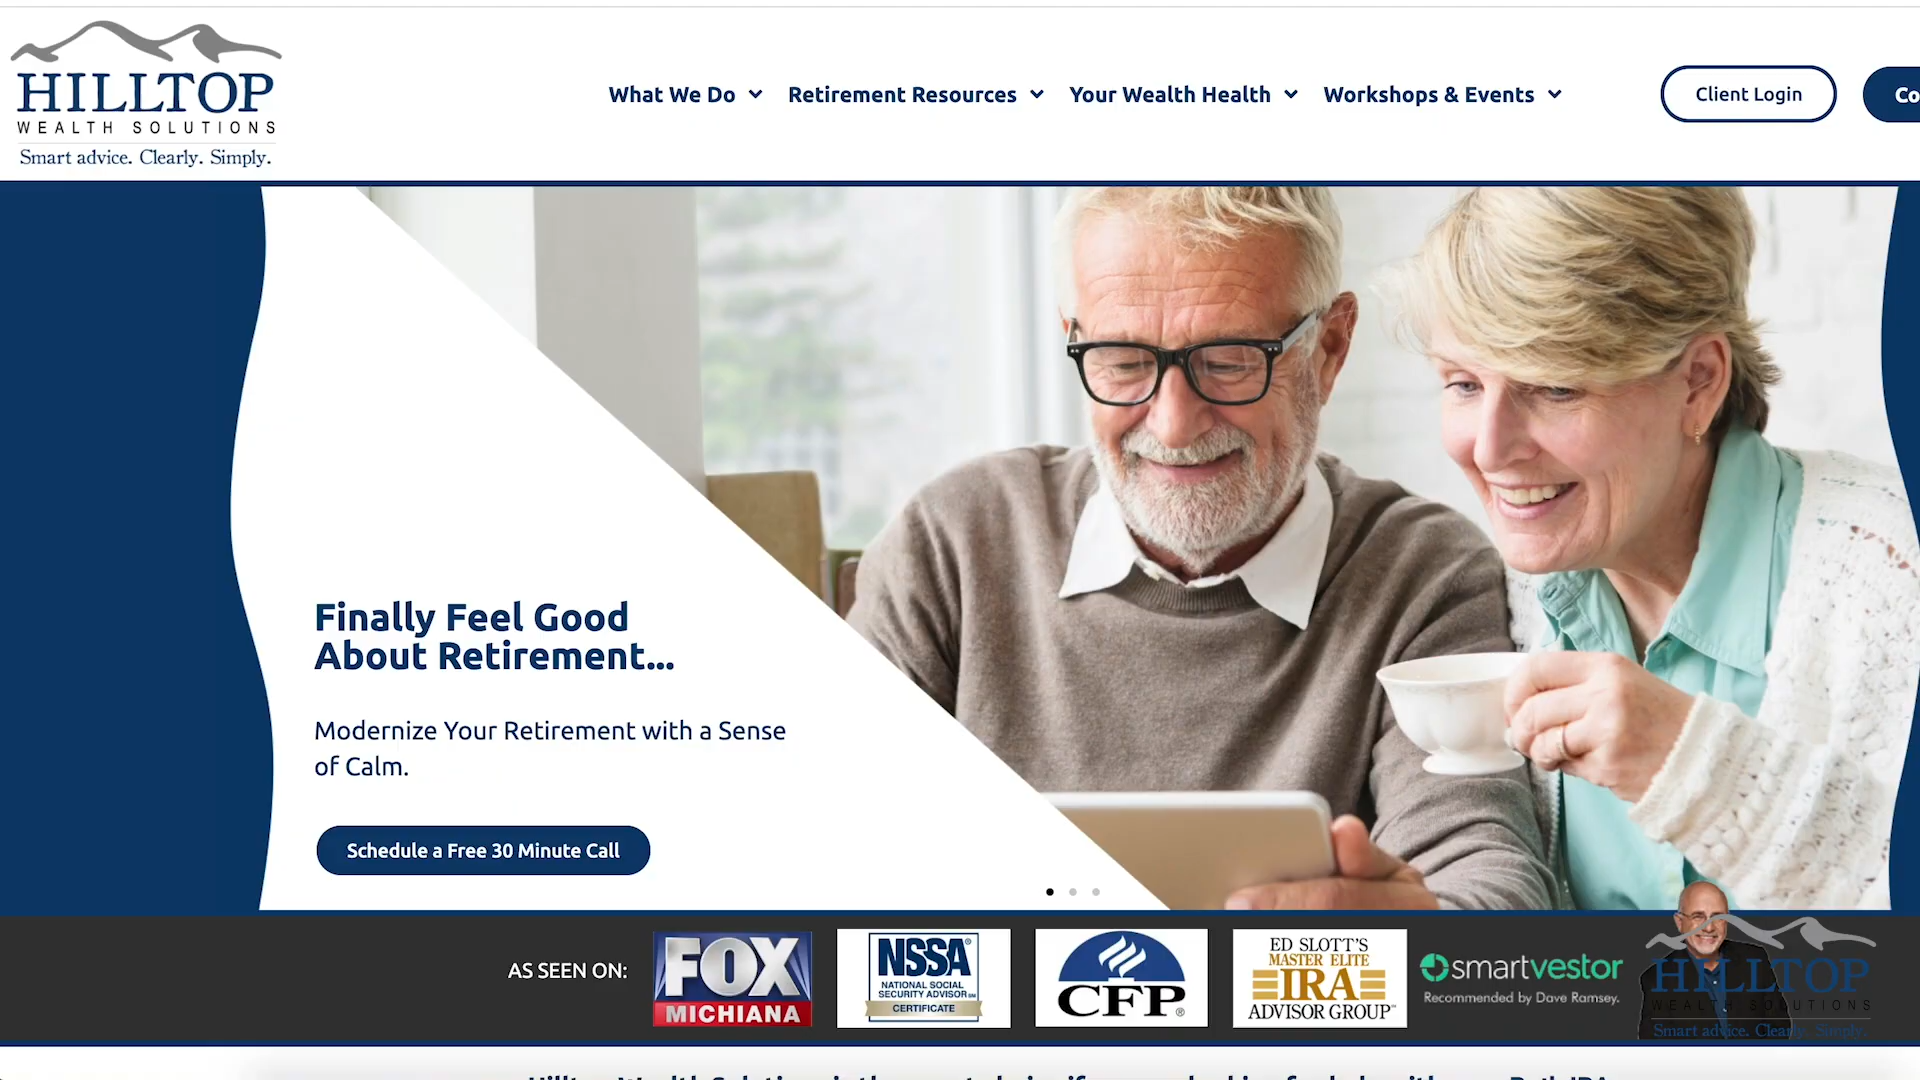 HILLTOP
WEALTH SOLUTIONS
Smart advice. Clearly. Simply.
What We Do
Retirement Resources
Your Wealth Health
Workshops & Events
Client Login
Co
Finally Feel Good
About Retirement...
Modernize Your Retirement with a Sense
of Calm.
Schedule a Free 30 Minute Call
AS SEEN ON:
FOX
MICHIANA
NSSA®
NATIONAL SOCIAL
SECURITY ADVISOR
CERTIFICATE
CFP®
ED SLOTT'S
MASTER ELITE
IRA
ADVISOR GROUP™
smartvestor
Recommended by Dave Ramsey.
HILLTOP
WEALTH SOLUTIONS
Smart advice. Clearly. Simply.